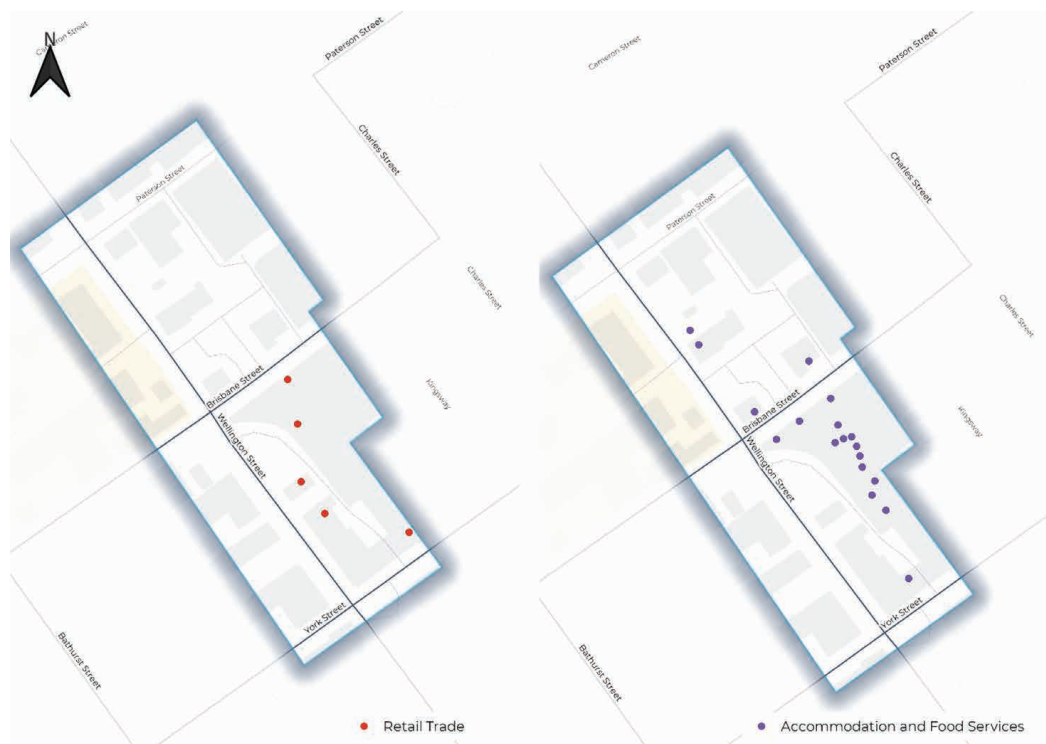 N
Cameron Street
Paterson Street
Charles Street
Paterson Street
Charles Street
Brisbane Street
Kingsway
Wellington Street
York Street
Bathurst Street
Retail Trade
Cameron Street
Paterson Street
Charles Street
Paterson Street
Charles Street
Brisbane Street
Kingsway
Wellington Street
York Street
Bathurst Street
Accommodation and Food Services